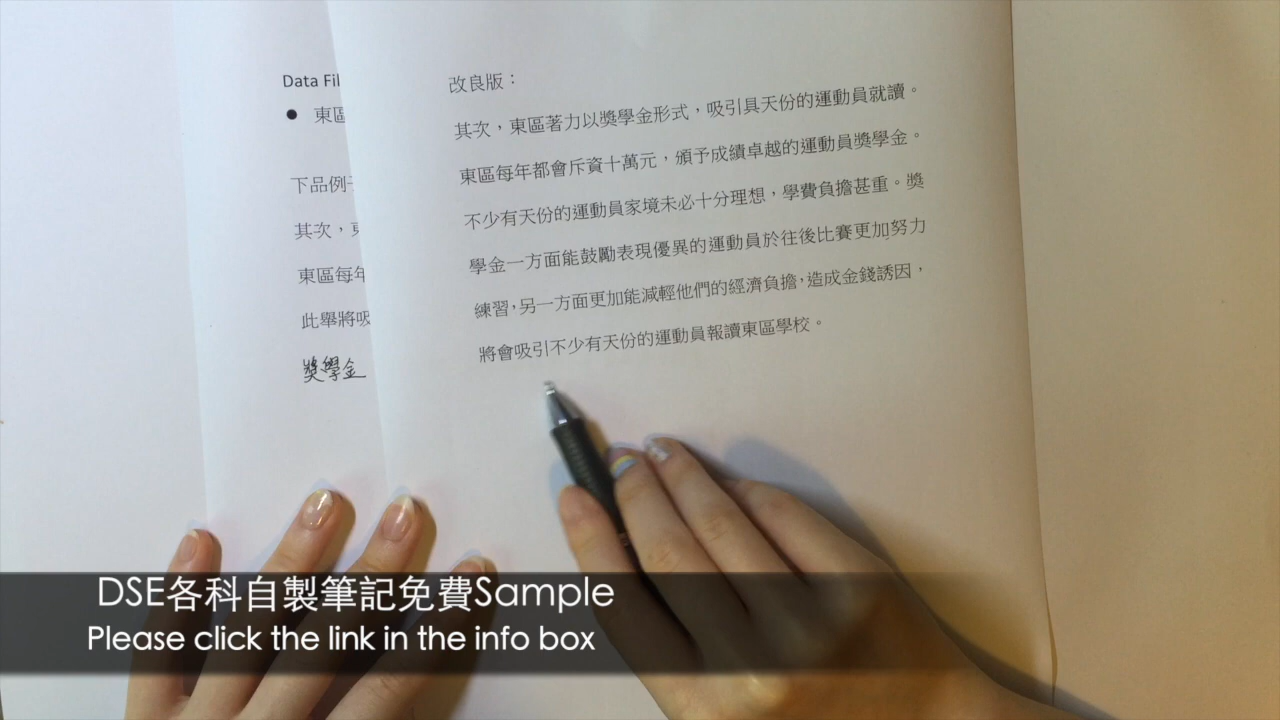 Data Fil
東區
下品例子
其次，東
東區每年
此舉將吸
獎學金
改良版：
其次，東區著力以獎學金形式，吸引具天份的運動員就讀。
東區每年都會斥資十萬元，頒予成績卓越的運動員獎學金。
不少有天份的運動員家境未必十分理想，學費負擔甚重。獎
學金一方面能鼓勵表現優異的運動員於往後比賽更加努力
練習，另一方面更加能減輕他們的經濟負擔，造成金錢誘因，
將會吸引不少有天份的運動員報讀東區學校。
DSE各科自製筆記免費Sample
Please click the link in the info box